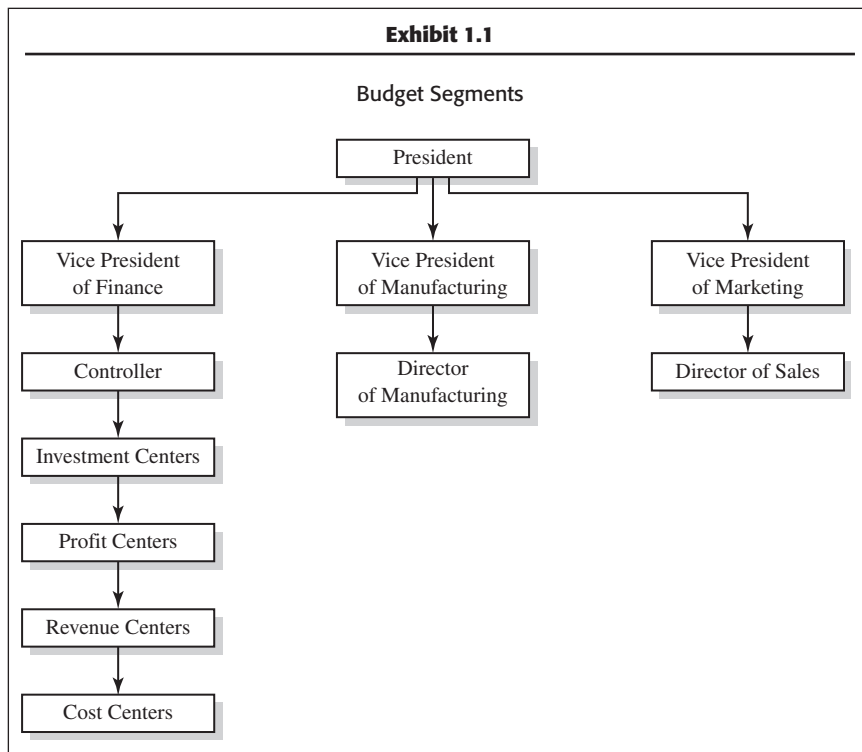 Exhibit 1.1
Budget Segments
President
Vice President
of Finance
Vice President
of Manufacturing
Vice President
of Marketing
Controller
Director
of Manufacturing
Director of Sales
Investment Centers
Profit Centers
Revenue Centers
Cost Centers